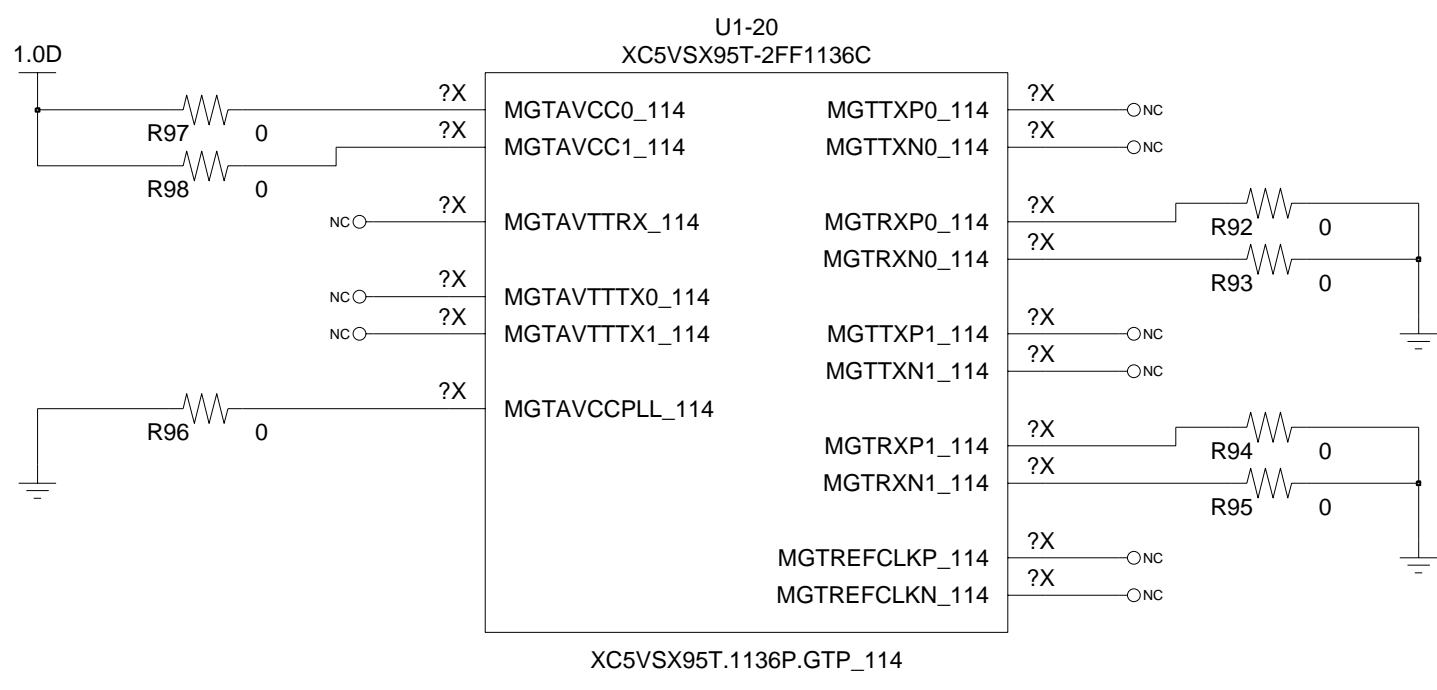 U1-20
1.0D
XC5VSX95T-2FF1136C
?X MGTAVCC0_114 MGTTXP0_114 ?X NC
R97 0
?X MGTAVCC1_114 MGTTXN0_114 ?X NC
R98 0
NC ?X MGTAVTTRX_114 MGTRXP0_114 ?X
R92 0
MGTRXN0_114 ?X
R93 0
NC ?X MGTAVTTTX0_114
NC ?X MGTAVTTTX1_114 MGTTXP1_114 ?X NC
MGTTXN1_114 ?X NC
?X MGTAVCCPLL_114
R96 0
MGTRXP1_114 ?X
R94 0
MGTRXN1_114 ?X
R95 0
MGTREFCLKP_114 ?X NC
MGTREFCLKN_114 ?X NC
XC5VSX95T.1136P.GTP_114